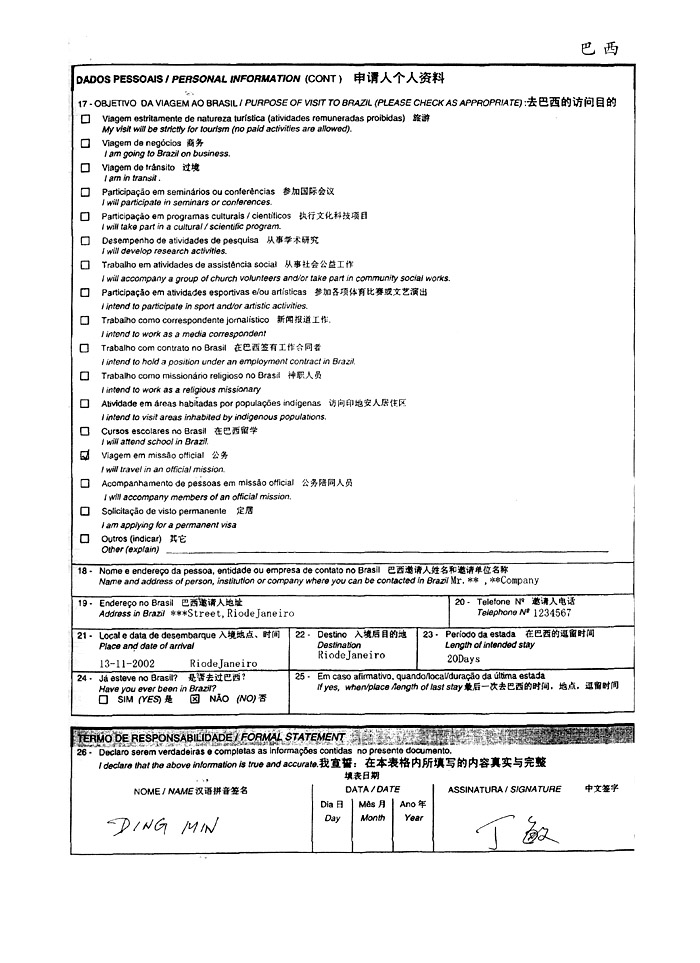 巴西
DADOS PESSOAIS / PERSONAL INFORMATION (CONT ) 申请人个人资料
17 - OBJETIVO DA VIAGEM AO BRASIL / PURPOSE OF VISIT TO BRAZIL (PLEASE CHECK AS APPROPRIATE) :去巴西的访问目的
Viagem estritamente de natureza turística (atividades remuneradas proibidas) 旅游
My visit will be strictly for tourism (no paid activities are allowed).
Viagem de negócios 商务
I am going to Brazil on business.
Viagem de trânsito 过境
I am in transit .
Participação em seminários ou conferências 参加国际会议
I will participate in seminars or conferences.
Participação em programas culturais / científicos 执行文化科技项目
I will take part in a cultural / scientific program.
Desempenho de atividades de pesquisa 从事学术研究
I will develop research activities.
Trabalho em atividades de assistência social 从事社会公益工作
I will accompany a group of church volunteers and/or take part in community social works.
Participação em atividades esportivas e/ou artísticas 参加各项体育比赛或文艺演出
I intend to participate in sport and/or artistic activities.
Trabalho como correspondente jornalístico 新闻报道工作.
I intend to work as a media correspondent
Trabalho com contrato no Brasil 在巴西签有工作合同者
I intend to hold a position under an employment contract in Brazil.
Trabalho como missionário religioso no Brasil 神职人员
I intend to work as a religious missionary
Atividade em áreas habitadas por populações indígenas 访问印地安人居住区
I intend to visit areas inhabited by indigenous populations.
Cursos escolares no Brasil 在巴西留学
I will attend school in Brazil.
Viagem em missão official 公务
I will travel in an official mission.
Acompanhamento de pessoas em missão official 公务陪同人员
I will accompany members of an official mission.
Solicitação de visto permanente 定居
I am applying for a permanent visa
Outros (indicar) 其它
Other (explain)
18 - Nome e endereço da pessoa, entidade ou empresa de contato no Brasil 巴西邀请人姓名和邀请单位名称
Name and address of person, institution or company where you can be contacted in Brazil Mr. ** , **Company
19 - Endereço no Brasil 巴西邀请人地址
Address in Brazil ***Street, RiodeJaneiro
20 - Telefone Nº 邀请人电话
Telephone Nº 1234567
21 - Local e data de desembarque 入境地点、时间
Place and date of arrival
13-11-2002 RiodeJaneiro
22 - Destino 入境后目的地
Destination
RiodeJaneiro
23 - Período da estada 在巴西的逗留时间
Length of intended stay
20Days
24 - Já esteve no Brasil? 是否去过巴西?
Have you ever been in Brazil?
SIM (YES) 是 NÃO (NO) 否
25 - Em caso afirmativo, quando/local/duração da última estada
If yes, when/place /length of last stay 最后一次去巴西的时间, 地点, 逗留时间
TERMO DE RESPONSABILIDADE / FORMAL STATEMENT
26 - Declaro serem verdadeiras e completas as informações contidas no presente documento.
I declare that the above information is true and accurate.我宣誓: 在本表格内所填写的内容真实与完整
填表日期
NOME / NAME 汉语拼音签名
DATA / DATE
ASSINATURA / SIGNATURE 中文签字
Dia 日 Mês 月 Ano 年
Day Month Year
DING MIN
丁敏